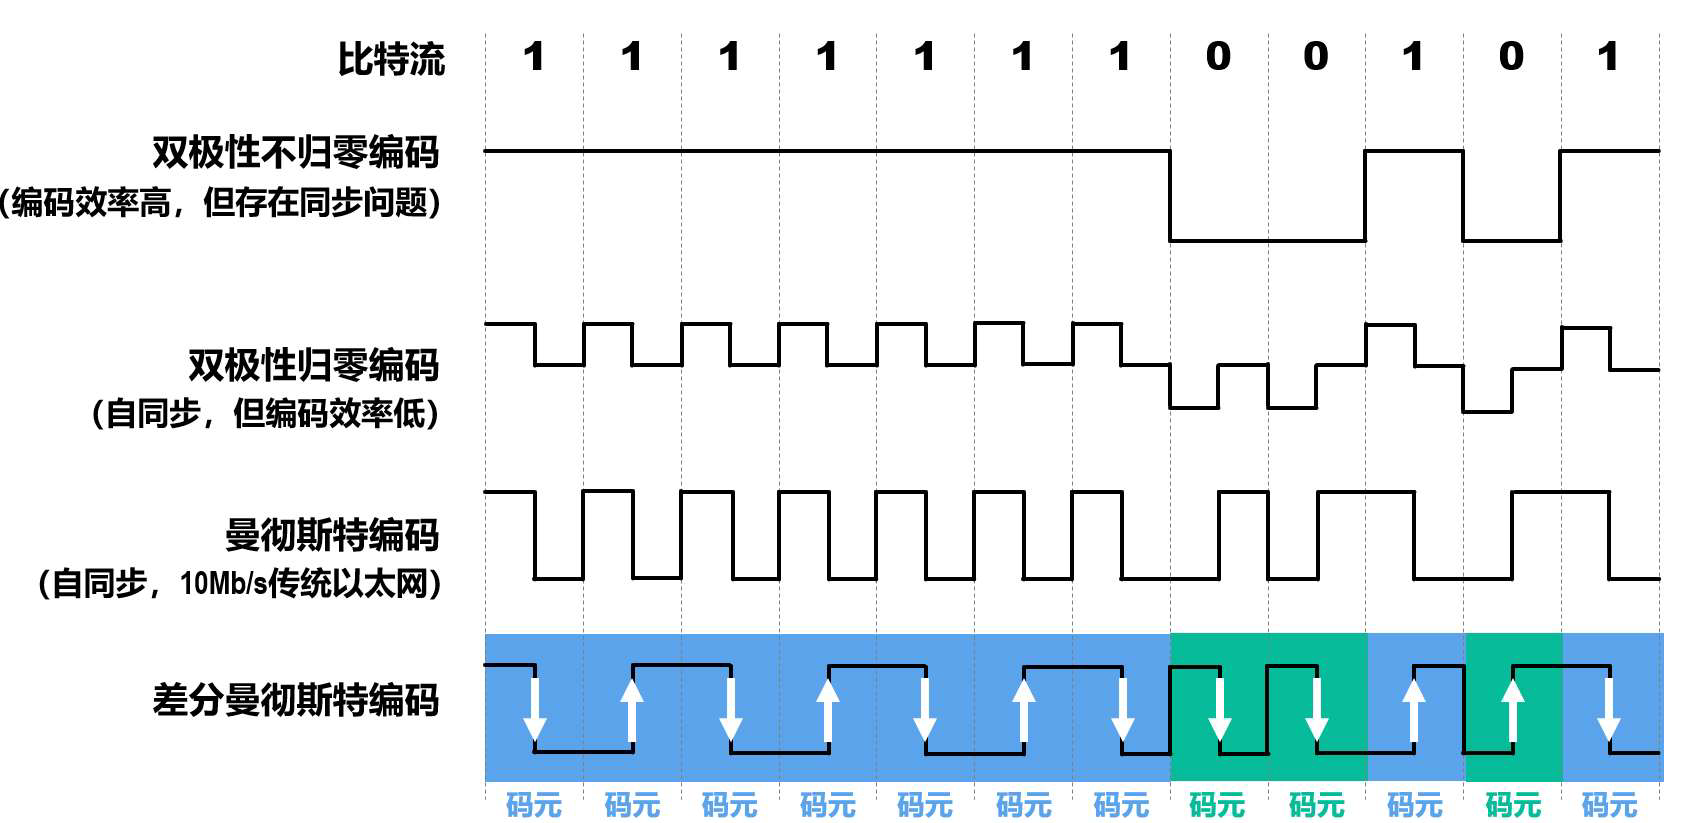 比特流 1 1 1 1 1 1 1 0 0 1 0 1
双极性不归零编码
（编码效率高，但存在同步问题）
双极性归零编码
（自同步，但编码效率低）
曼彻斯特编码
（自同步，10Mb/s传统以太网）
差分曼彻斯特编码
码元 码元 码元 码元 码元 码元 码元 码元 码元 码元 码元 码元